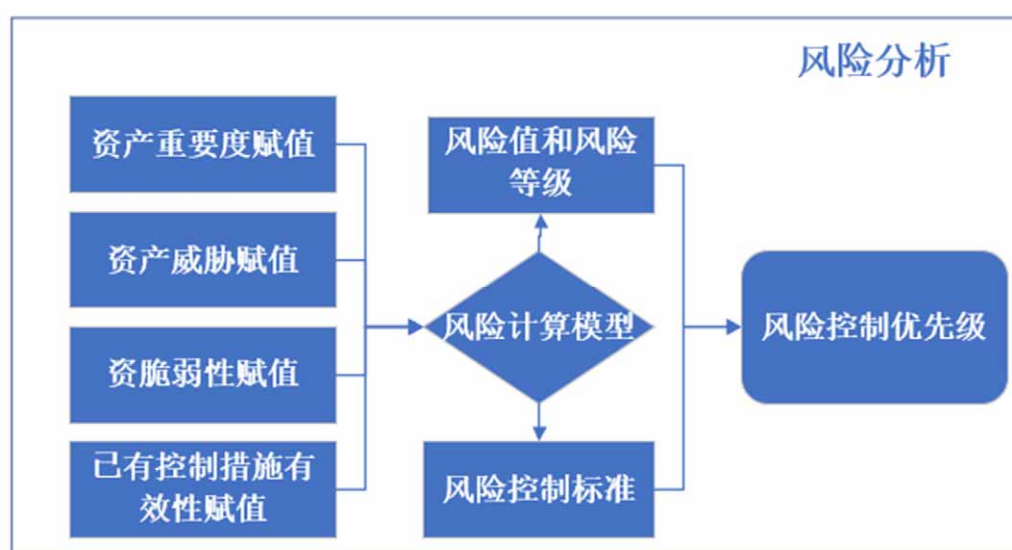 风险分析
资产重要度赋值
资产威胁赋值
资脆弱性赋值
已有控制措施有
效性赋值
风险值和风险
等级
风险计算模型
风险控制标准
风险控制优先级